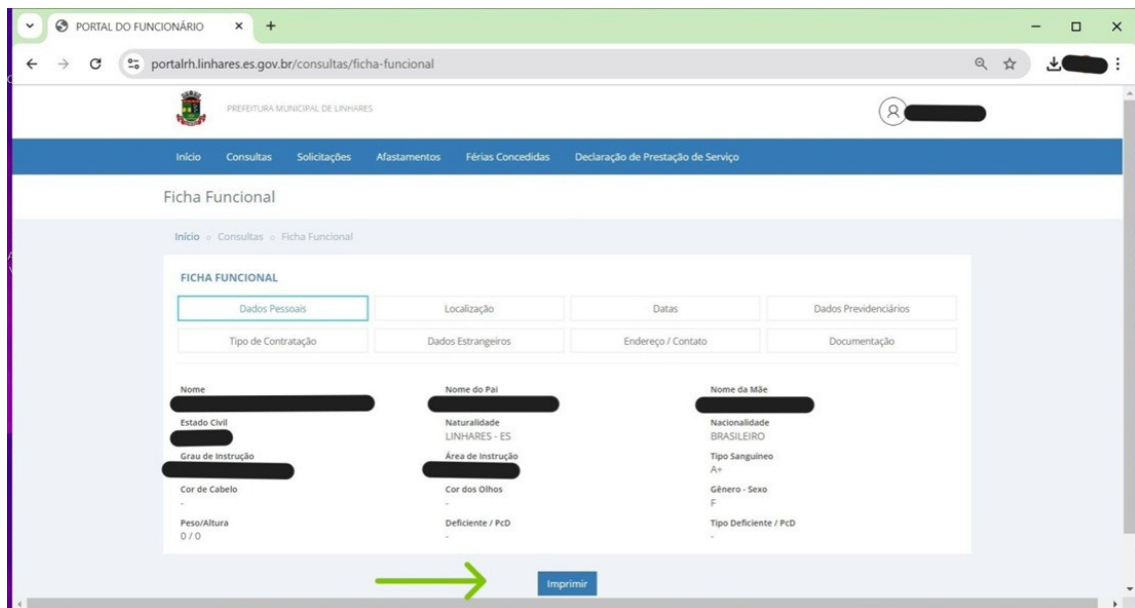 PORTAL DO FUNCIONÁRIO
portalrh.linhares.es.gov.br/consultas/ficha-funcional
PREFEITURA MUNICIPAL DE LINHARES
Início Consultas Solicitações Afastamentos Férias Concedidas Declaração de Prestação de Serviço
Ficha Funcional
Início Consultas Ficha Funcional
FICHA FUNCIONAL
Dados Pessoais Localização Datas Dados Previdenciários
Tipo de Contratação Dados Estrangeiros Endereço / Contato Documentação
Nome Nome do Pai Nome da Mãe
Estado Civil Naturalidade Nacionalidade
LINHARES - ES BRASILEIRO
Grau de Instrução Área de Instrução Tipo Sanguíneo
A+
Cor de Cabelo Cor dos Olhos Gênero - Sexo
- - F
Peso/Altura Deficiente / PcD Tipo Deficiente / PcD
0 / 0 - -
Imprimir